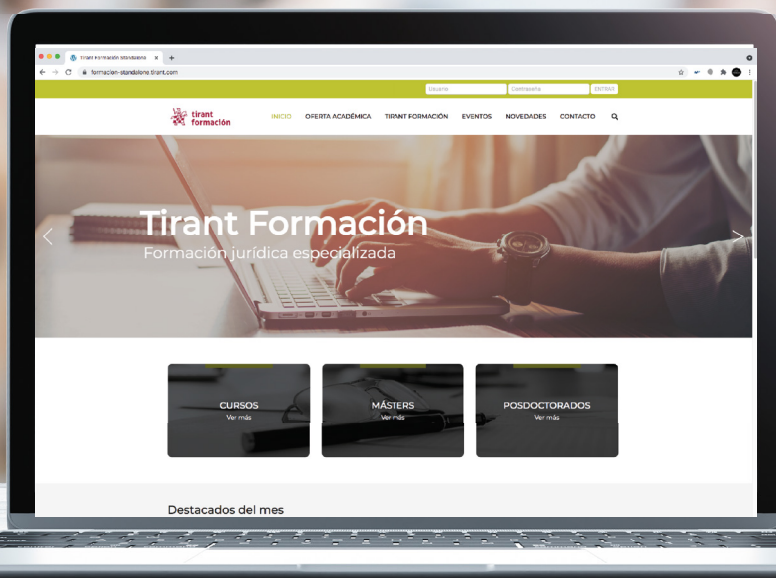 Tirant Formación Standalone
formacion-standalone.tirant.com
Usuario Contraseña ENTRAR
tirant
formación
INICIO OFERTA ACADÉMICA TIRANT FORMACIÓN EVENTOS NOVEDADES CONTACTO
Tirant Formación
Formación jurídica especializada
CURSOS
Ver más
MÁSTERS
Ver más
POSDOCTORADOS
Ver más
Destacados del mes